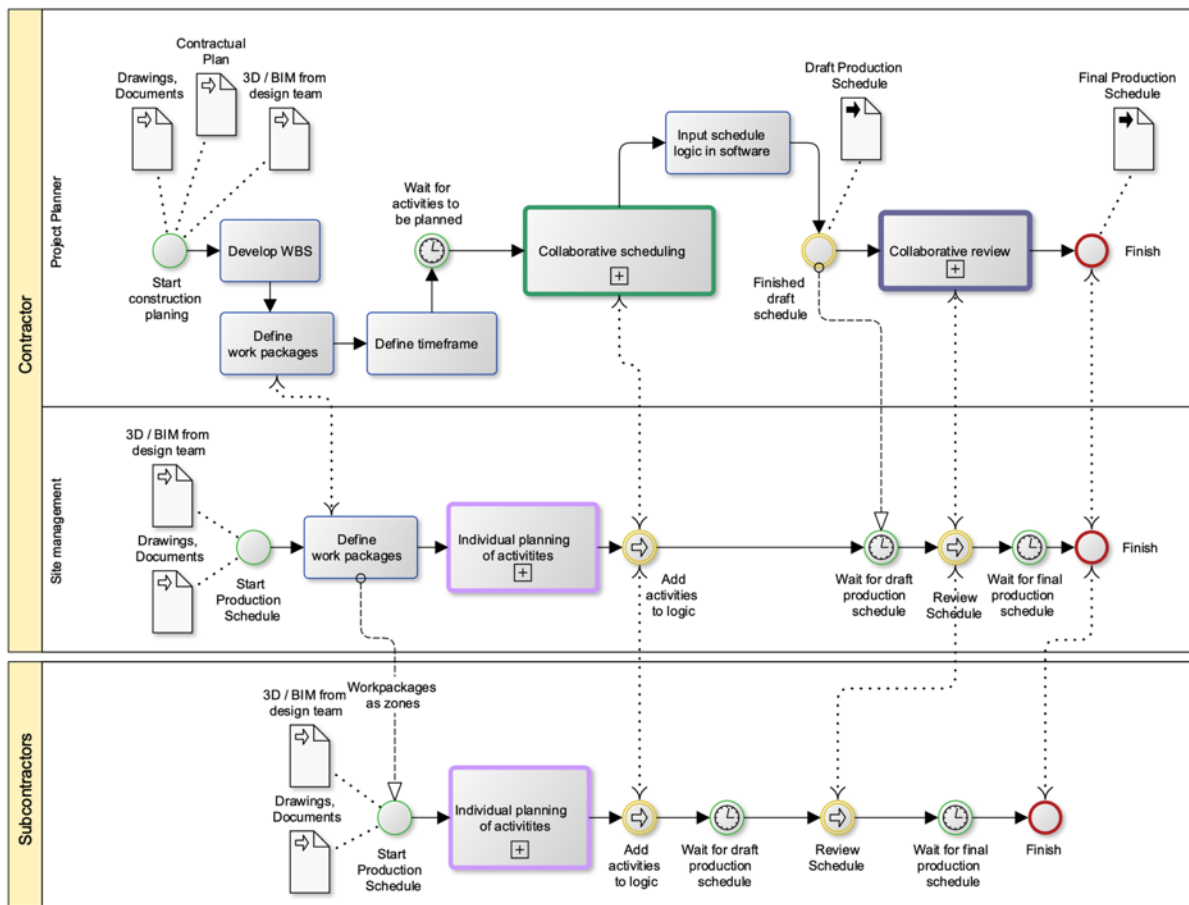 Contractor
Project Planner
Contractual
Plan
Drawings,
Documents
3D / BIM from
design team
Draft Production
Schedule
Final Production
Schedule
Input schedule
logic in software
Wait for
activities to
be planned
Develop WBS
Collaborative scheduling
Collaborative review
Finish
Start
construction
planing
Finished
draft
schedule
Define
work packages
Define timeframe
Site management
3D / BIM from
design team
Drawings,
Documents
Start
Production
Schedule
Define
work packages
Individual planning
of activitites
Add
activities
to logic
Wait for draft
production
schedule
Review
Schedule
Wait for final
production
schedule
Finish
Subcontractors
Workpackages
as zones
3D / BIM from
design team
Drawings,
Documents
Start
Production
Schedule
Individual planning
of activitites
Add
activities
to logic
Wait for draft
production
schedule
Review
Schedule
Wait for final
production
schedule
Finish